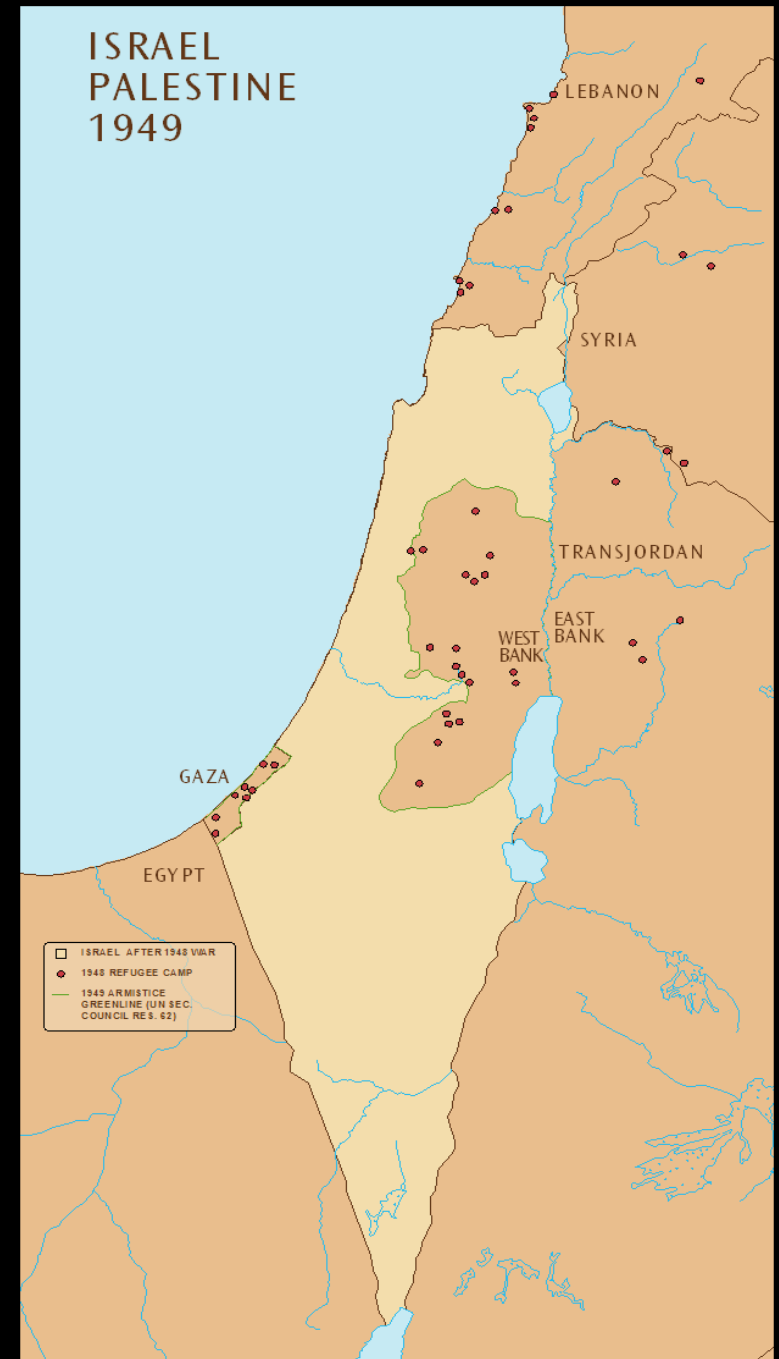 ISRAEL
PALESTINE
1949
LEBANON
SYRIA
TRANSJORDAN
EAST
BANK
WEST
BANK
GAZA
EGYPT
ISRAEL AFTER 1948 WAR
1948 REFUGEE CAMP
1949 ARMISTICE
GREENLINE (UN SEC.
COUNCIL RES. 62)